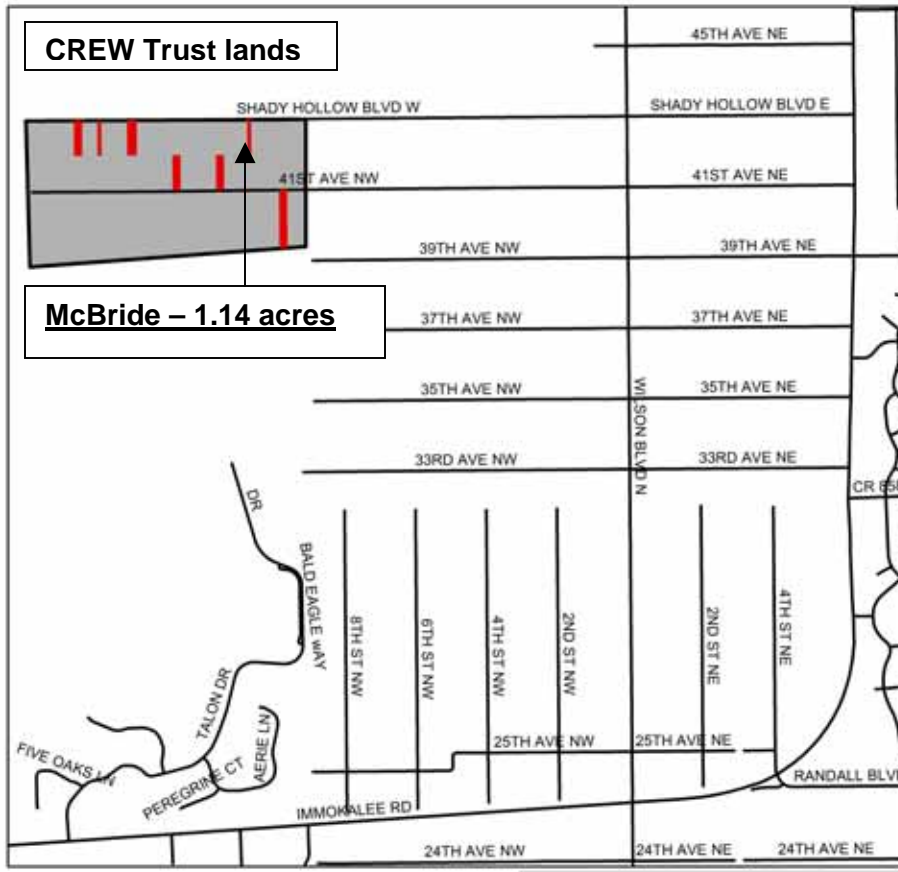 CREW Trust lands
45TH AVE NE
SHADY HOLLOW BLVD W
SHADY HOLLOW BLVD E
41ST AVE NW
41ST AVE NE
39TH AVE NW
39TH AVE NE
McBride – 1.14 acres
37TH AVE NW
37TH AVE NE
35TH AVE NW
35TH AVE NE
WILSON BLVD N
33RD AVE NW
33RD AVE NE
DR
BALD EAGLE wAY
8TH ST NW
6TH ST NW
4TH ST NW
2ND ST NW
2ND ST NE
4TH ST NE
TALON DR
FIVE OAKS LN
PEREGRINE CT
AERIE LN
25TH AVE NW
25TH AVE NE
RANDALL BLV
IMMOKALEE RD
24TH AVE NW
24TH AVE NE
24TH AVE NE